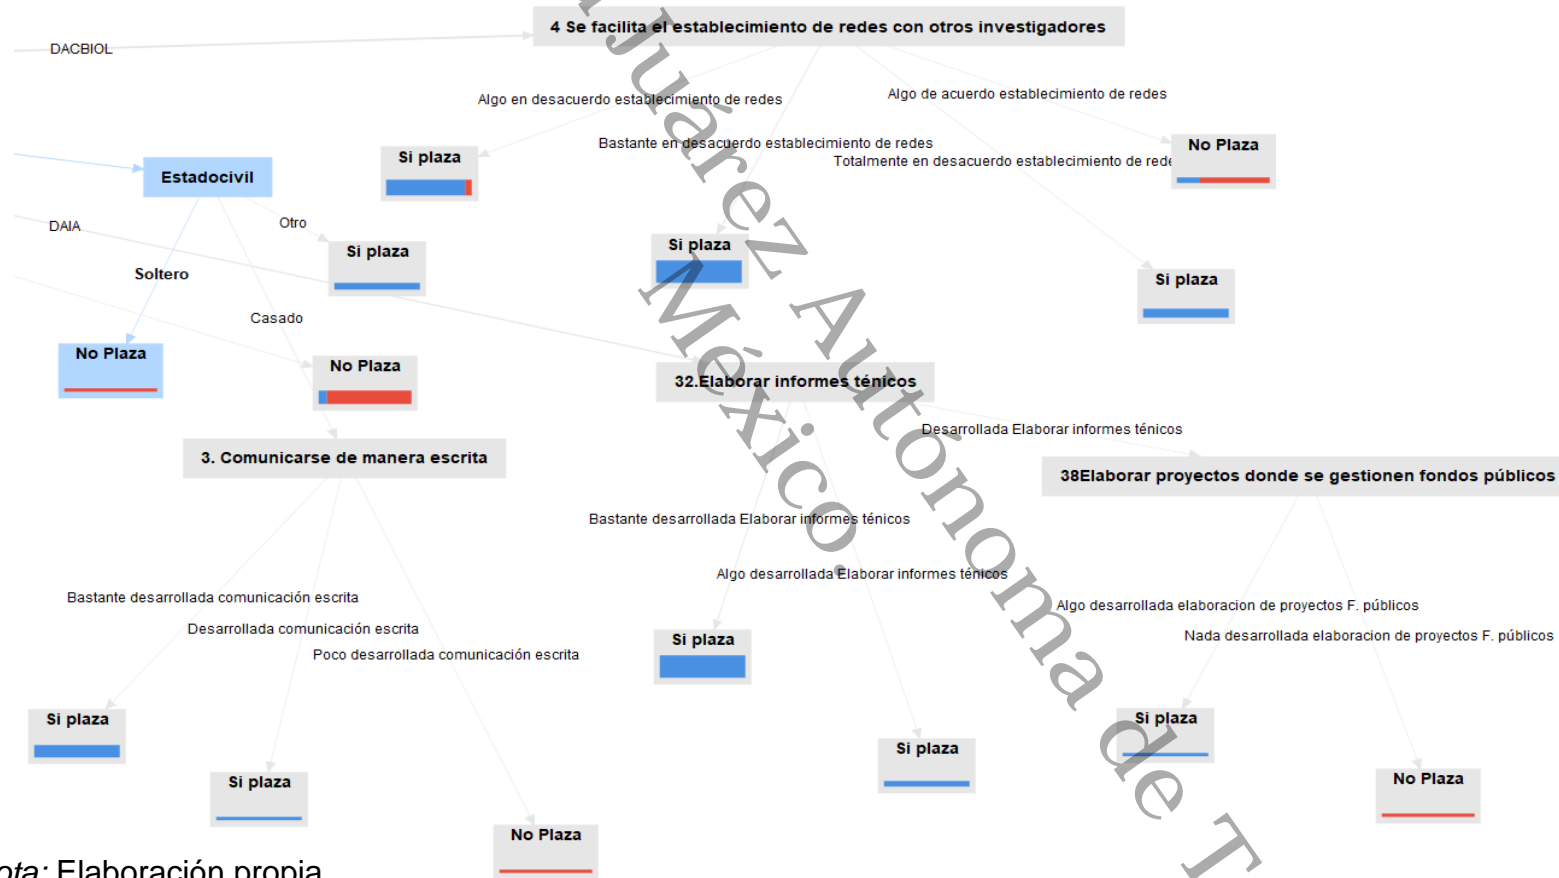 4 Se facilita el establecimiento de redes con otros investigadores
DACBIOL
Algo en desacuerdo establecimiento de redes
Algo de acuerdo establecimiento de redes
Bastante en desacuerdo establecimiento de redes
Totalmente en desacuerdo establecimiento de rede
Si plaza
No Plaza
Estadocivil
DAIA
Otro
Si plaza
Si plaza
Soltero
Si plaza
Casado
No Plaza
No Plaza
32.Elaborar informes ténicos
Desarrollada Elaborar informes ténicos
3. Comunicarse de manera escrita
38Elaborar proyectos donde se gestionen fondos públicos
Bastante desarrollada Elaborar informes ténicos
Algo desarrollada Elaborar informes ténicos
Bastante desarrollada comunicación escrita
Desarrollada comunicación escrita
Poco desarrollada comunicación escrita
Algo desarrollada elaboracion de proyectos F. públicos
Nada desarrollada elaboracion de proyectos F. públicos
Si plaza
Si plaza
Si plaza
Si plaza
Si plaza
No Plaza
No Plaza
ota: Elaboración propia
Juárez Autónoma de T
México.